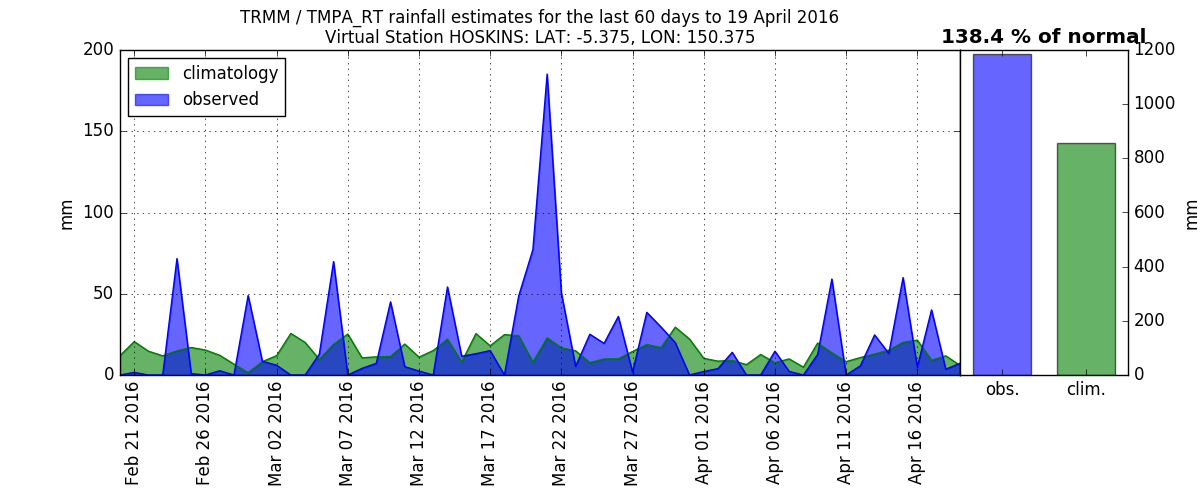 TRMM / TMPA_RT rainfall estimates for the last 60 days to 19 April 2016
Virtual Station HOSKINS: LAT: -5.375, LON: 150.375
138.4 % of normal
climatology
observed
mm
200
150
100
50
0
Feb 21 2016
Feb 26 2016
Mar 02 2016
Mar 07 2016
Mar 12 2016
Mar 17 2016
Mar 22 2016
Mar 27 2016
Apr 01 2016
Apr 06 2016
Apr 11 2016
Apr 16 2016
1200
1000
800
600
400
200
0
mm
obs.
clim.